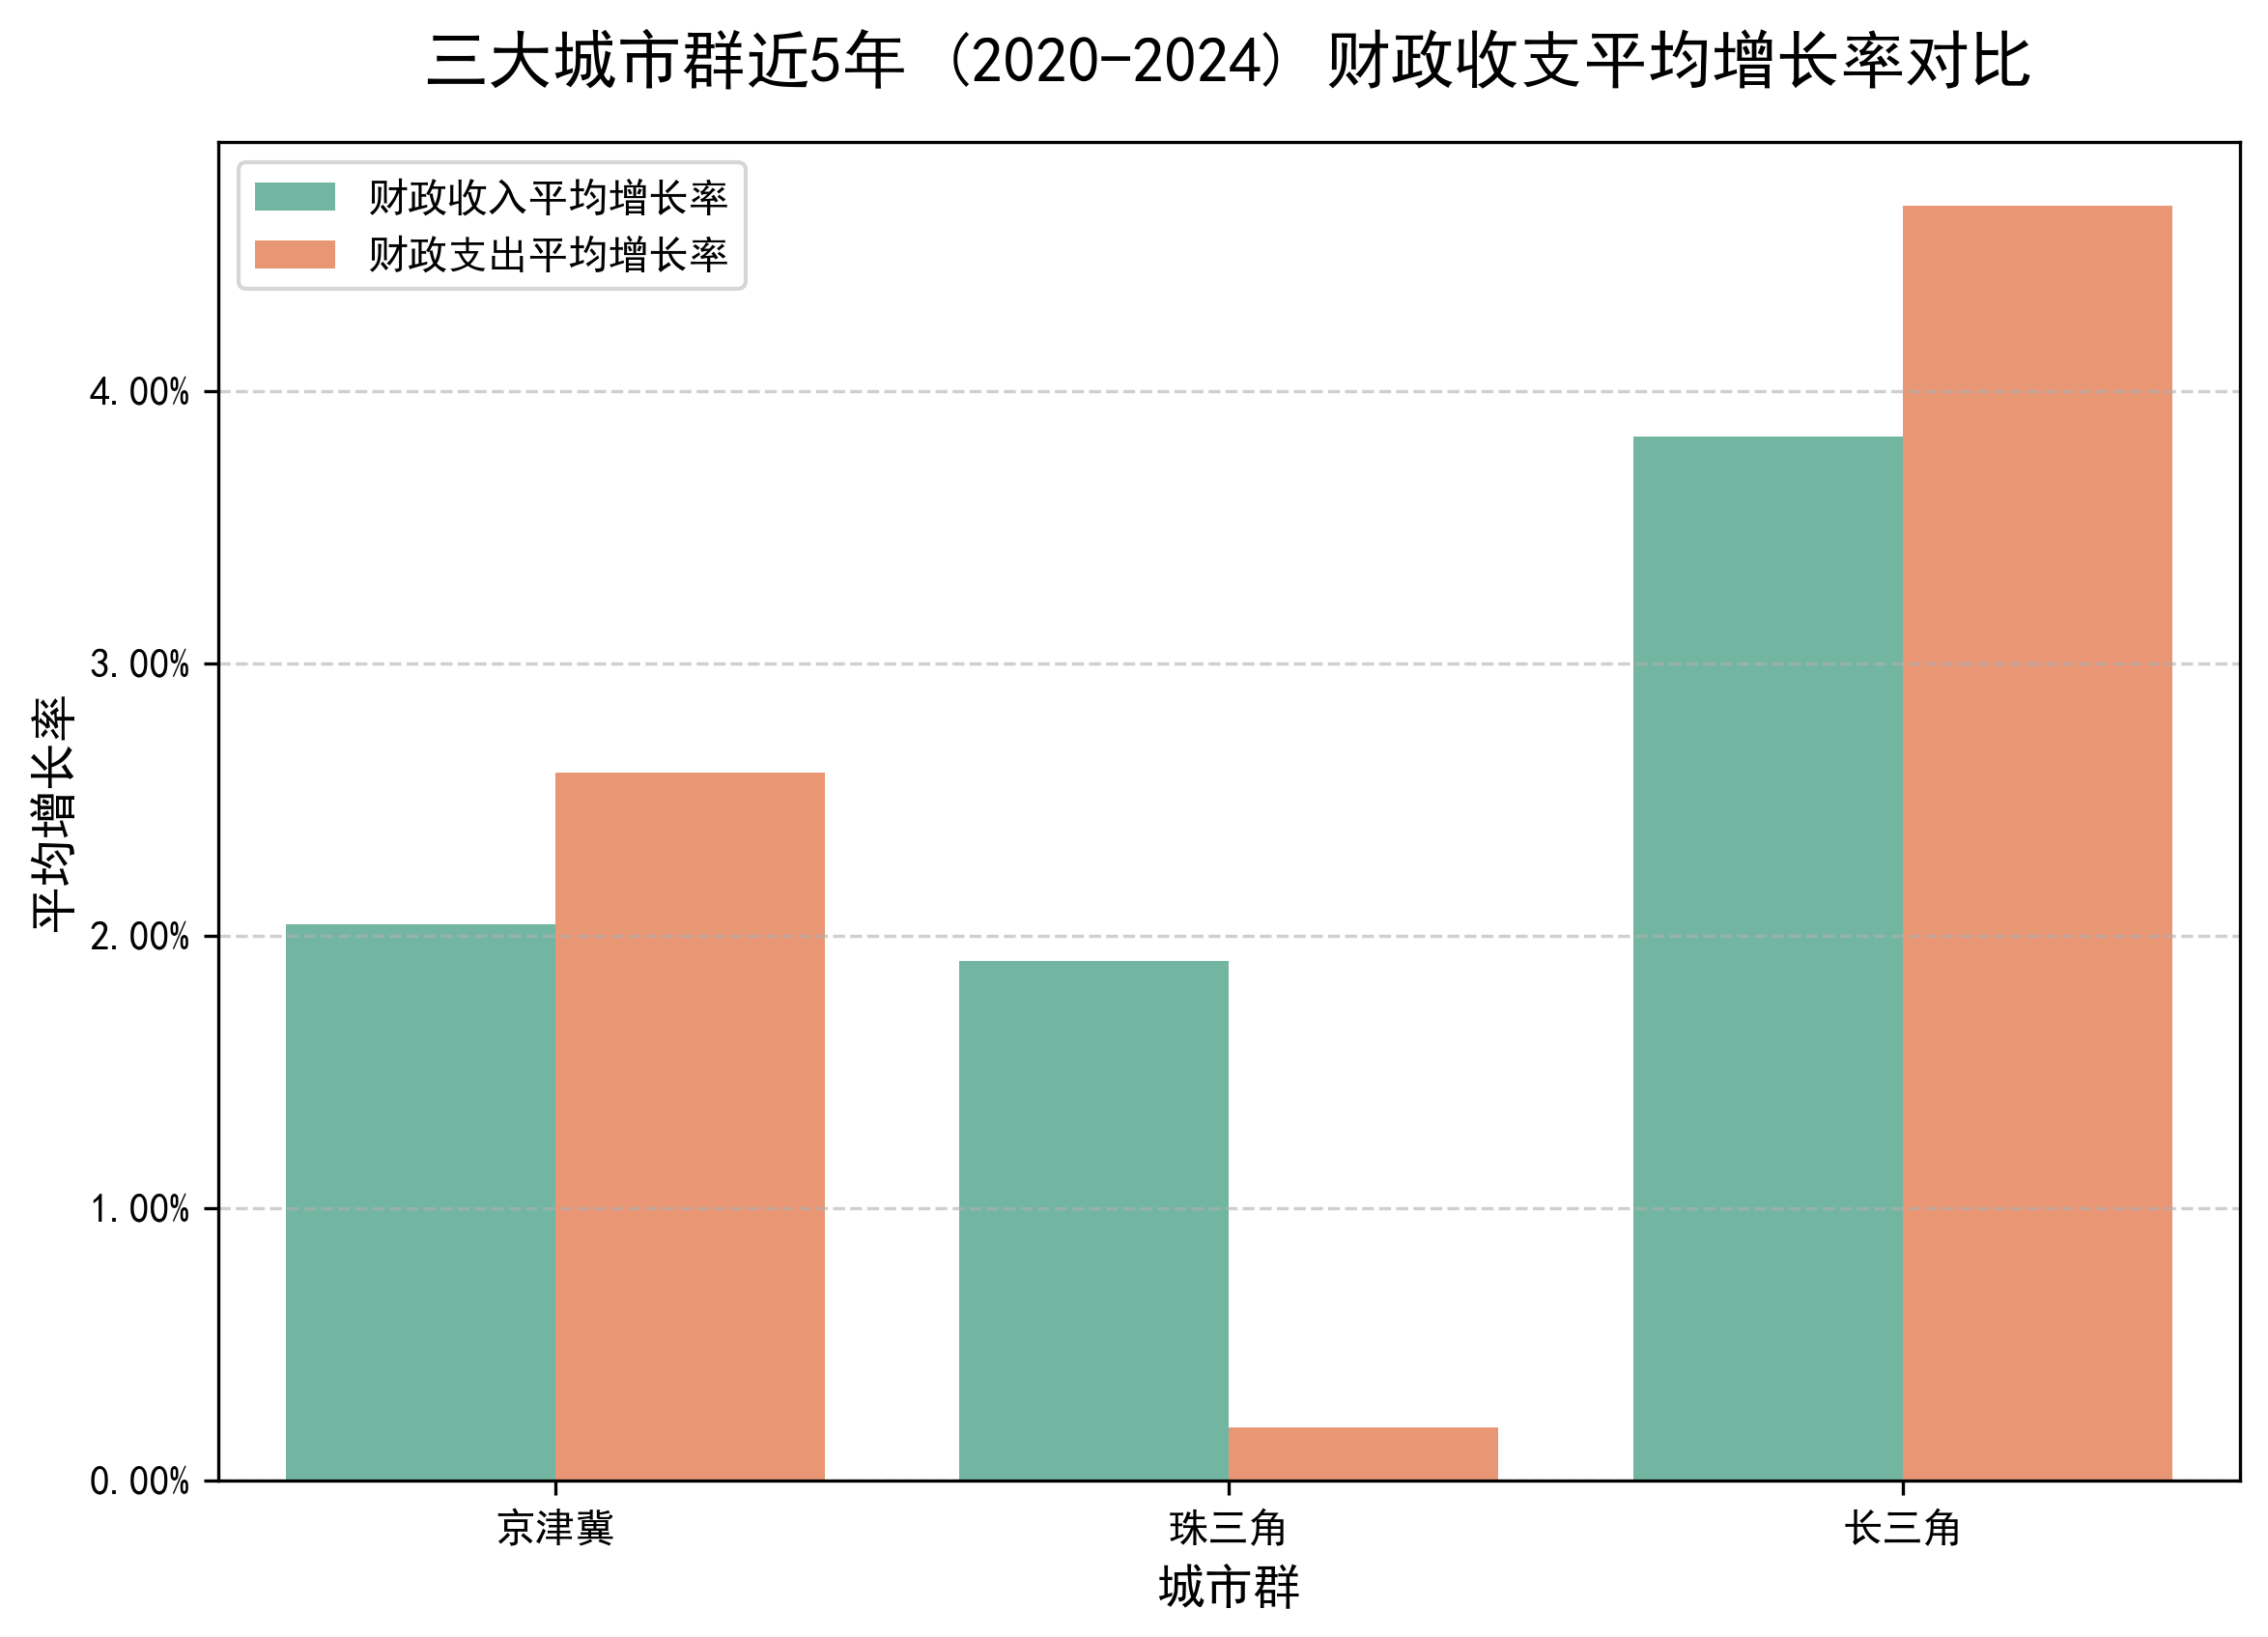 三大城市群近5年（2020-2024）财政收支平均增长率对比
财政收入平均增长率
财政支出平均增长率
平均增长率
4.00%
3.00%
2.00%
1.00%
0.00%
京津冀
珠三角
长三角
城市群